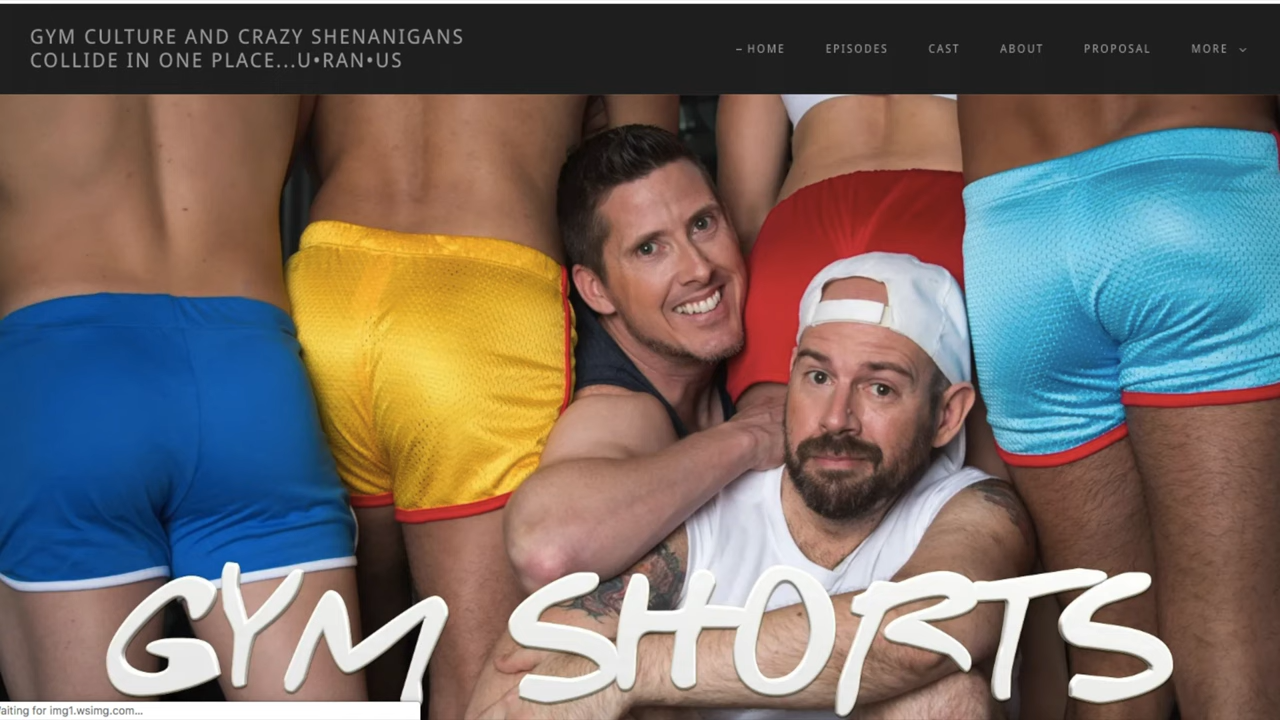 GYM CULTURE AND CRAZY SHENANIGANS
COLLIDE IN ONE PLACE...U•RAN•US
– HOME EPISODES CAST ABOUT PROPOSAL MORE
GYM SHORTS
aiting for img1.wsimg.com...